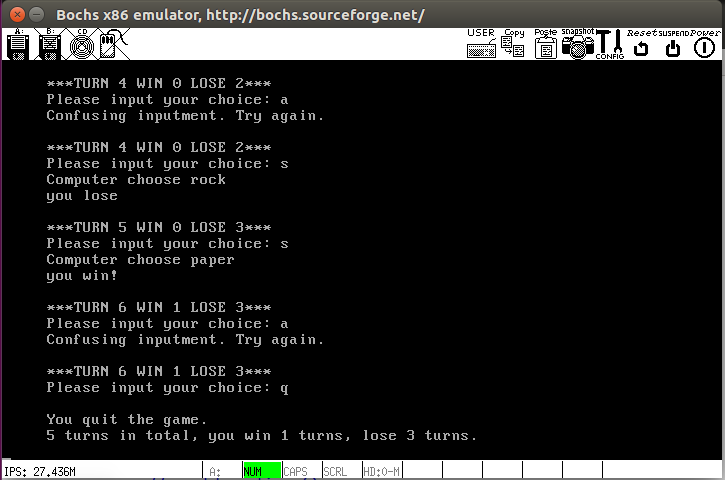 Bochs x86 emulator, http://bochs.sourceforge.net/
A: B: CD USER Copy Paste snapshot CONFIG Reset SUSPEND Power
***TURN 4 WIN 0 LOSE 2***
Please input your choice: a
Confusing inputment. Try again.
***TURN 4 WIN 0 LOSE 2***
Please input your choice: s
Computer choose rock
you lose
***TURN 5 WIN 0 LOSE 3***
Please input your choice: s
Computer choose paper
you win!
***TURN 6 WIN 1 LOSE 3***
Please input your choice: a
Confusing inputment. Try again.
***TURN 6 WIN 1 LOSE 3***
Please input your choice: q
You quit the game.
5 turns in total, you win 1 turns, lose 3 turns.
IPS: 27.436M A: NUM CAPS SCRL HD:0-M